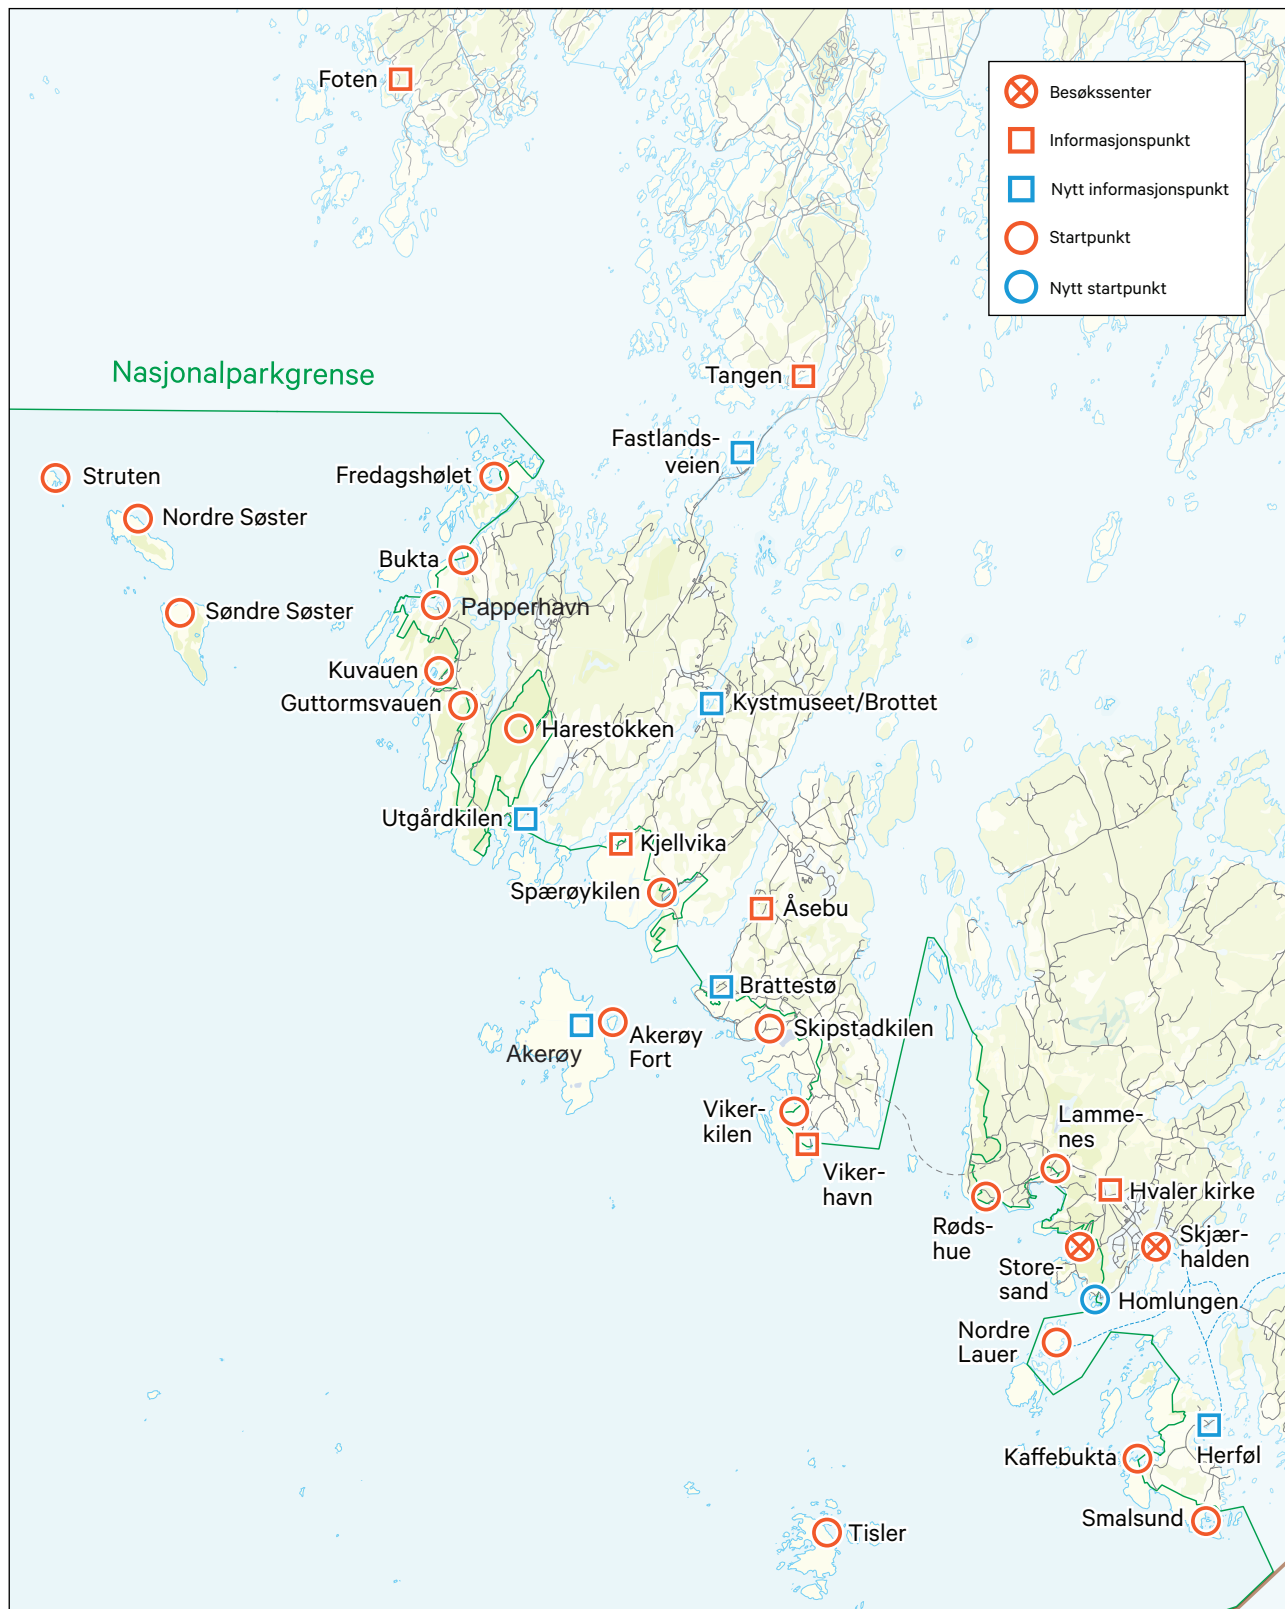 Foten
Besøkssenter
Informasjonspunkt
Nytt informasjonspunkt
Startpunkt
Nytt startpunkt
Nasjonalparkgrense
Tangen
Fastlands-
veien
Struten
Fredagshølet
Nordre Søster
Bukta
Papperhavn
Søndre Søster
Kuvauen
Guttormsvauen
Kystmuseet/Brottet
Harestokken
Utgårdkilen
Kjellvika
Spærøykilen
Åsebu
Brattestø
Skipstadkilen
Akerøy
Akerøy
Fort
Viker-
kilen
Viker-
havn
Lamme-
nes
Hvaler kirke
Røds-
hue
Skjær-
halden
Store-
sand
Homlungen
Nordre
Lauer
Herføl
Kaffebukta
Smalsund
Tisler